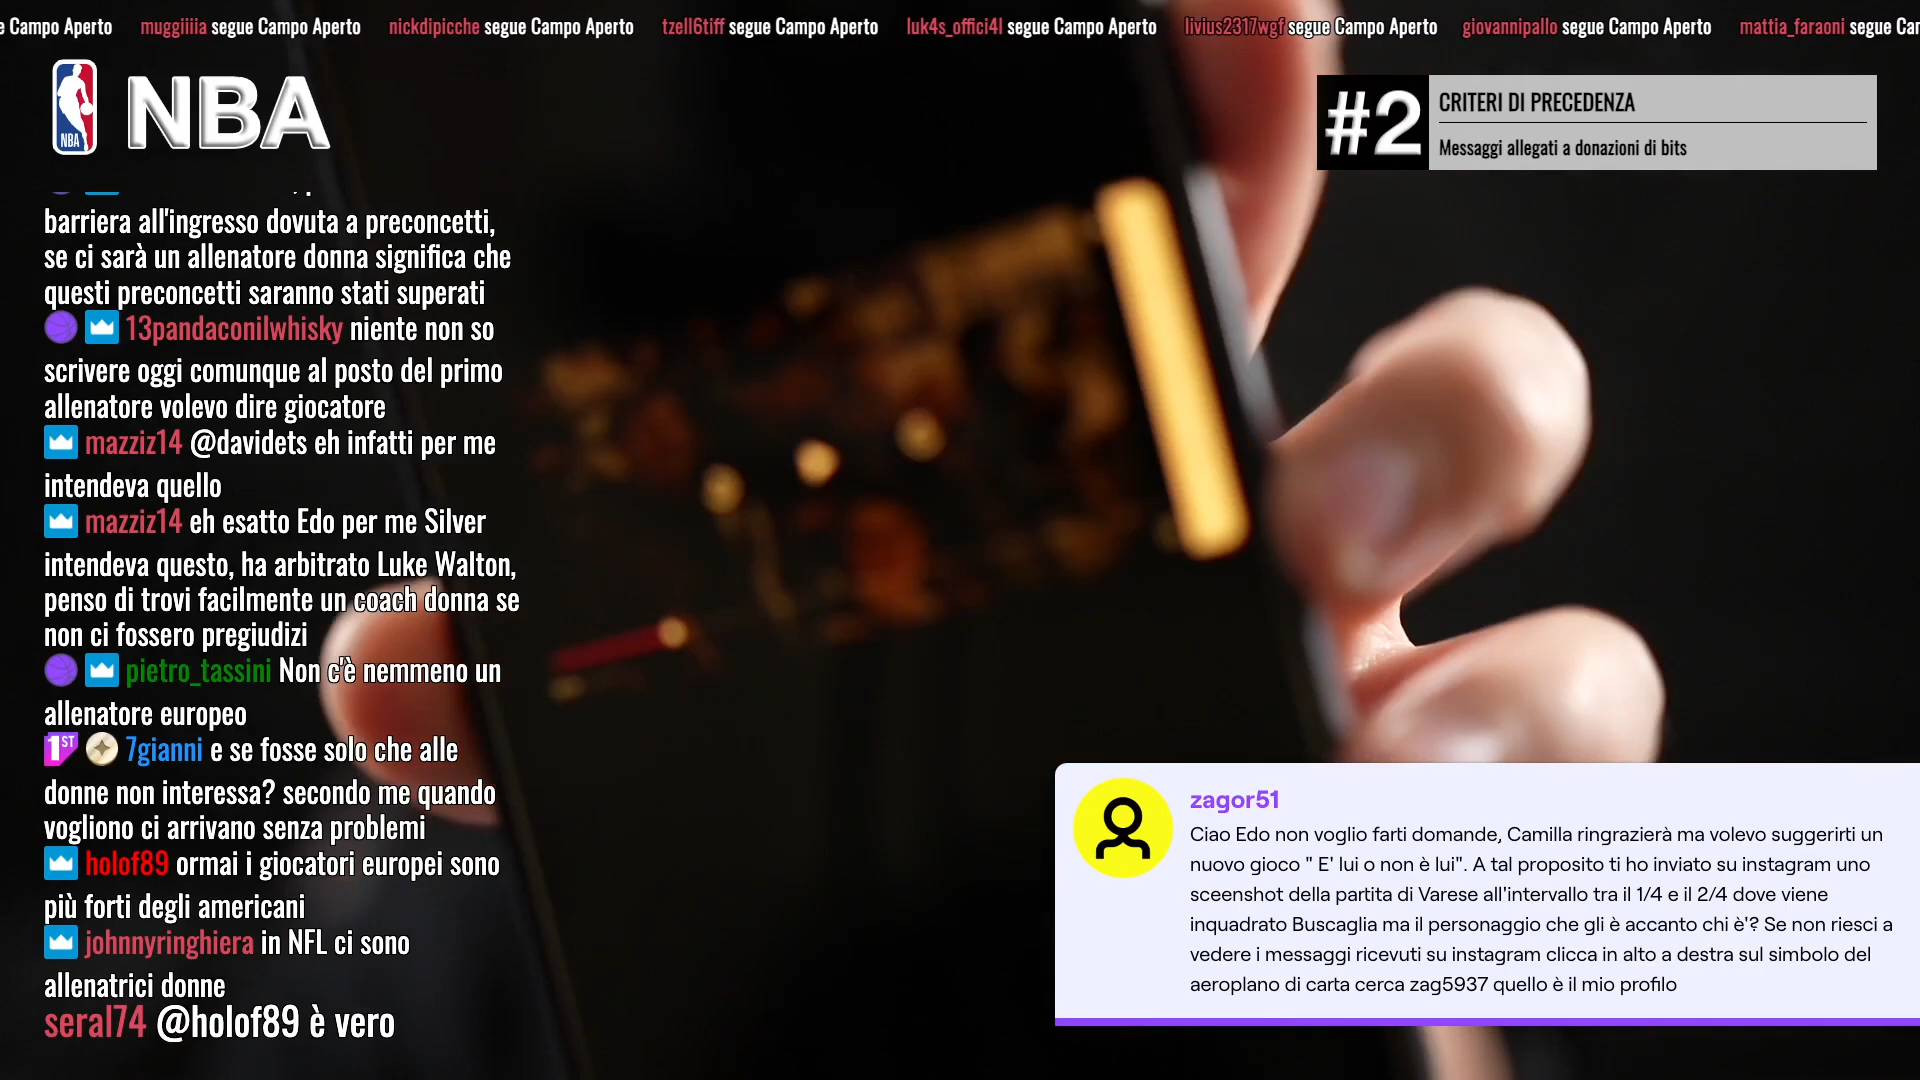 e Campo Aperto muggiiiia segue Campo Aperto nickdipicche segue Campo Aperto tzell6tiff segue Campo Aperto luk4s_offici4l segue Campo Aperto livius2317wgf segue Campo Aperto giovannipallo segue Campo Aperto mattia_faraoni segue Car
NBA NBA
#2 CRITERI DI PRECEDENZA
Messaggi allegati a donazioni di bits
barriera all'ingresso dovuta a preconcetti,
se ci sarà un allenatore donna significa che
questi preconcetti saranno stati superati
13pandaconilwhisky niente non so
scrivere oggi comunque al posto del primo
allenatore volevo dire giocatore
mazziz14 @davidets eh infatti per me
intendeva quello
mazziz14 eh esatto Edo per me Silver
intendeva questo, ha arbitrato Luke Walton,
penso di trovi facilmente un coach donna se
non ci fossero pregiudizi
pietro_tassini Non c'è nemmeno un
allenatore europeo
1ST 7gianni e se fosse solo che alle
donne non interessa? secondo me quando
vogliono ci arrivano senza problemi
holof89 ormai i giocatori europei sono
più forti degli americani
johnnyringhiera in NFL ci sono
allenatrici donne
seral74 @holof89 è vero
zagor51
Ciao Edo non voglio farti domande, Camilla ringrazierà ma volevo suggerirti un
nuovo gioco " E' lui o non è lui". A tal proposito ti ho inviato su instagram uno
sceenshot della partita di Varese all'intervallo tra il 1/4 e il 2/4 dove viene
inquadrato Buscaglia ma il personaggio che gli è accanto chi è'? Se non riesci a
vedere i messaggi ricevuti su instagram clicca in alto a destra sul simbolo del
aeroplano di carta cerca zag5937 quello è il mio profilo